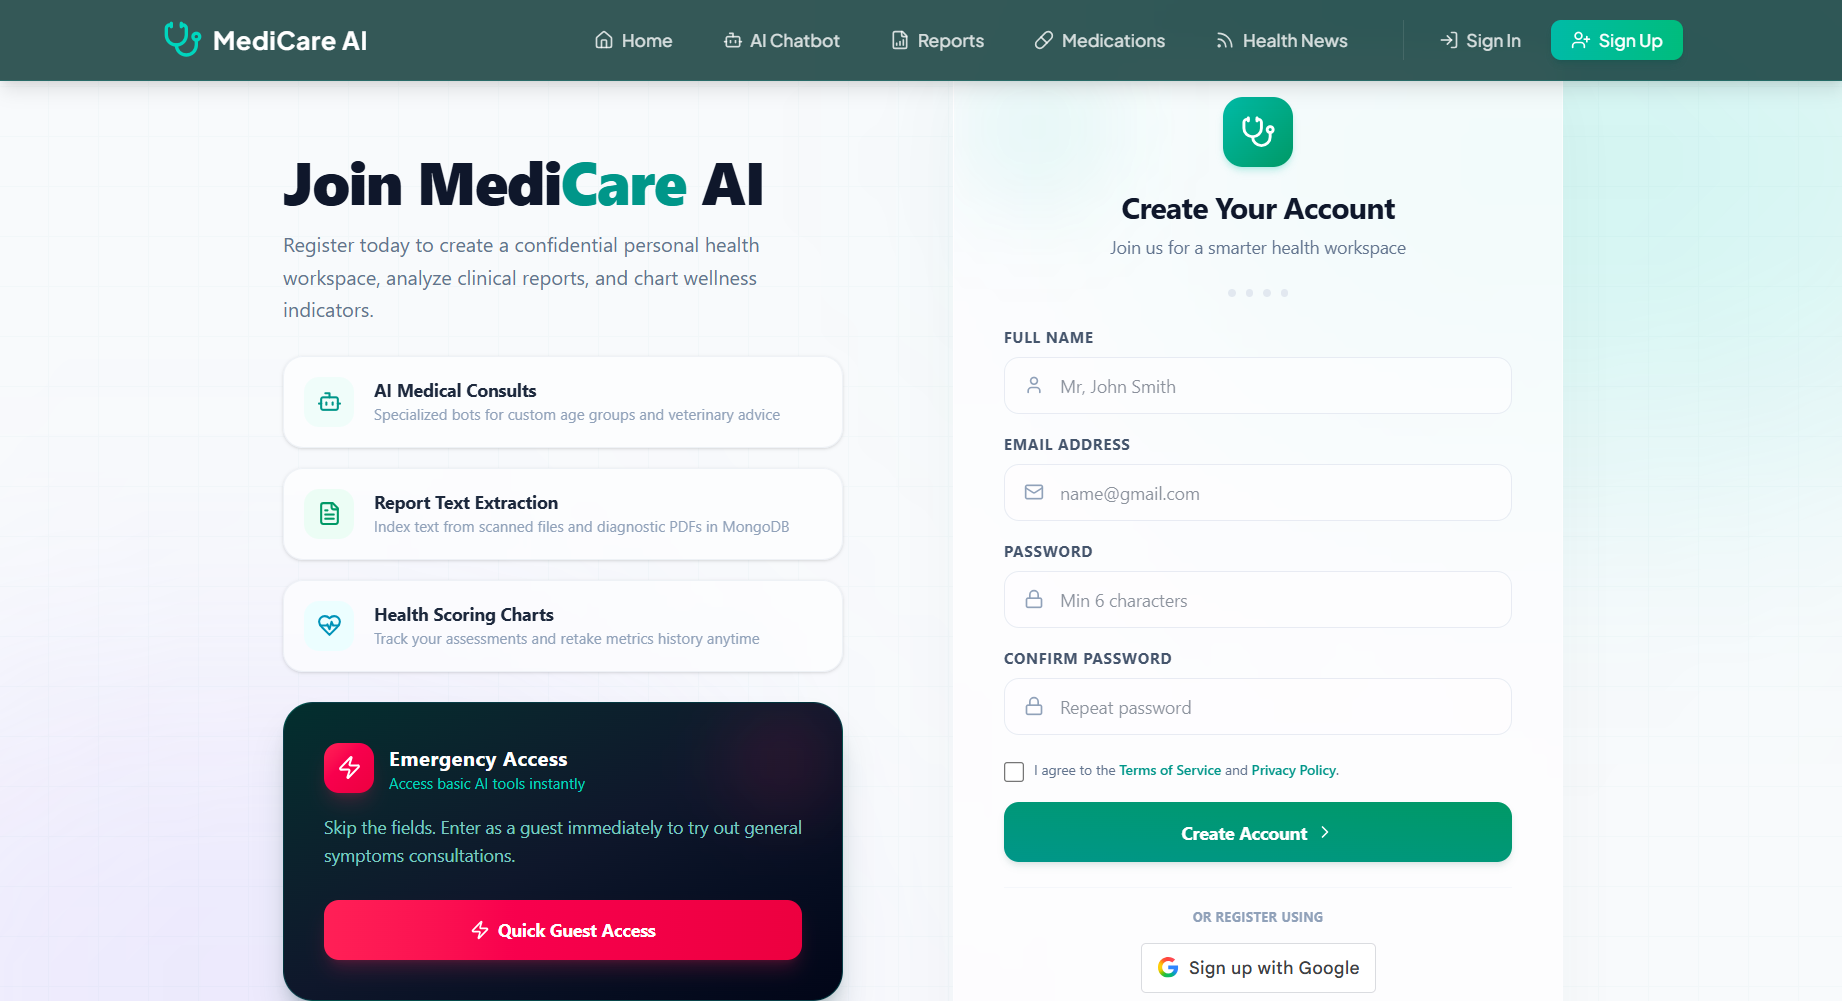 MediCare AI
Home
AI Chatbot
Reports
Medications
Health News
Sign In
Sign Up
Join MediCare AI
Register today to create a confidential personal health
workspace, analyze clinical reports, and chart wellness
indicators.
AI Medical Consults
Specialized bots for custom age groups and veterinary advice
Report Text Extraction
Index text from scanned files and diagnostic PDFs in MongoDB
Health Scoring Charts
Track your assessments and retake metrics history anytime
Emergency Access
Access basic AI tools instantly
Skip the fields. Enter as a guest immediately to try out general
symptoms consultations.
Quick Guest Access
Create Your Account
Join us for a smarter health workspace
FULL NAME
Mr, John Smith
EMAIL ADDRESS
name@gmail.com
PASSWORD
Min 6 characters
CONFIRM PASSWORD
Repeat password
I agree to the Terms of Service and Privacy Policy.
Create Account
OR REGISTER USING
Sign up with Google